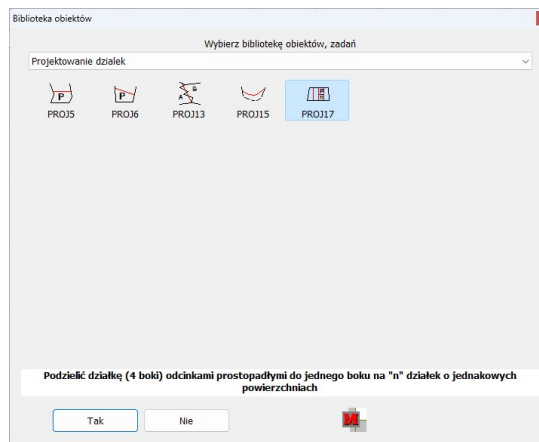 Biblioteka obiektów
Wybierz bibliotekę obiektów, zadań
Projektowanie działek
P P A B P P
PROJ5 PROJ6 PROJ13 PROJ15 PROJ17
Podzielić działkę (4 boki) odcinkami prostopadłymi do jednego boku na "n" działek o jednakowych
powierzchniach
Tak Nie M